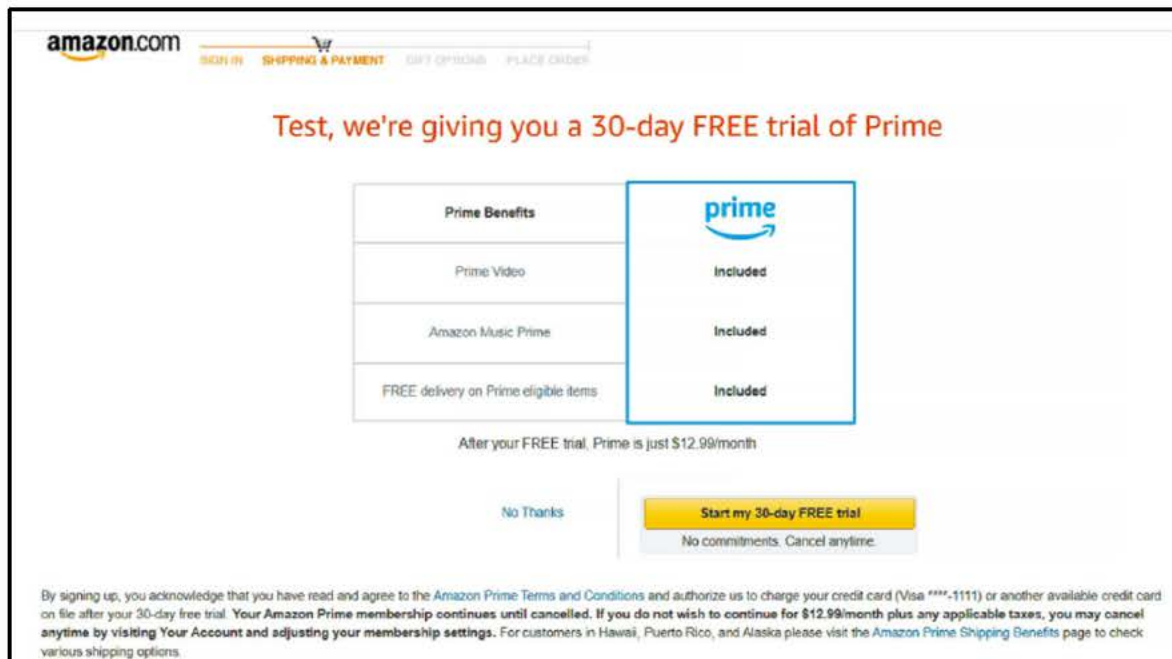 amazon.com
SIGN IN SHIPPING & PAYMENT GIFT OPTIONS PLACE ORDER
Test, we're giving you a 30-day FREE trial of Prime
Prime Benefits prime
Prime Video Included
Amazon Music Prime Included
FREE delivery on Prime eligible items Included
After your FREE trial, Prime is just $12.99/month
No Thanks Start my 30-day FREE trial
No commitments. Cancel anytime.
By signing up, you acknowledge that you have read and agree to the Amazon Prime Terms and Conditions and authorize us to charge your credit card (Visa ****-1111) or another available credit card
on file after your 30-day free trial. Your Amazon Prime membership continues until cancelled. If you do not wish to continue for $12.99/month plus any applicable taxes, you may cancel
anytime by visiting Your Account and adjusting your membership settings. For customers in Hawaii, Puerto Rico, and Alaska please visit the Amazon Prime Shipping Benefits page to check
various shipping options.